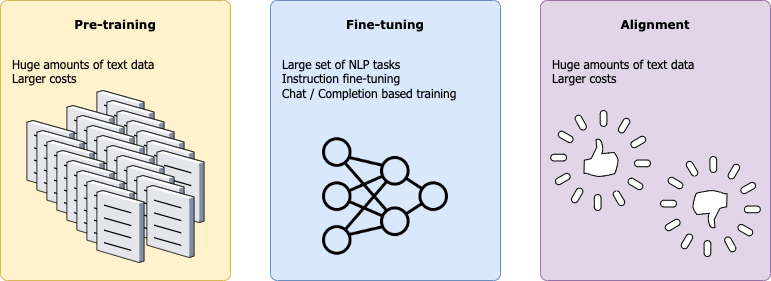 Pre-training
Huge amounts of text data
Larger costs
Fine-tuning
Large set of NLP tasks
Instruction fine-tuning
Chat / Completion based training
Alignment
Huge amounts of text data
Larger costs